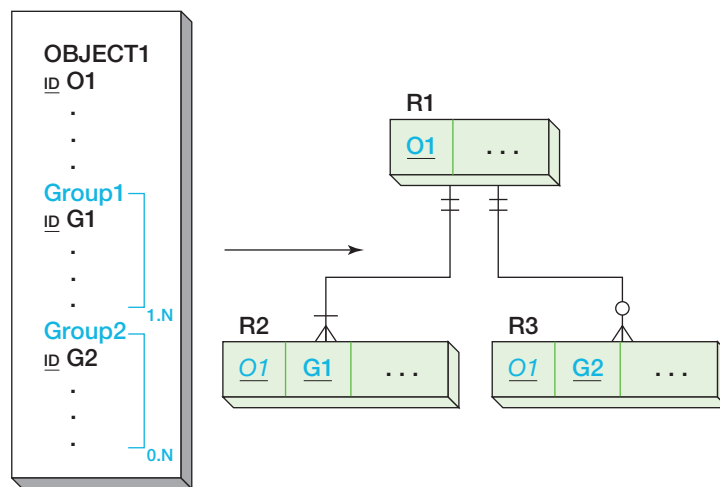 OBJECT1
ID O1
.
.
.
Group1
ID G1
.
.
.
1.N
Group2
ID G2
.
.
.
0.N
R1
O1 ...
R2
O1 G1 ...
R3
O1 G2 ...